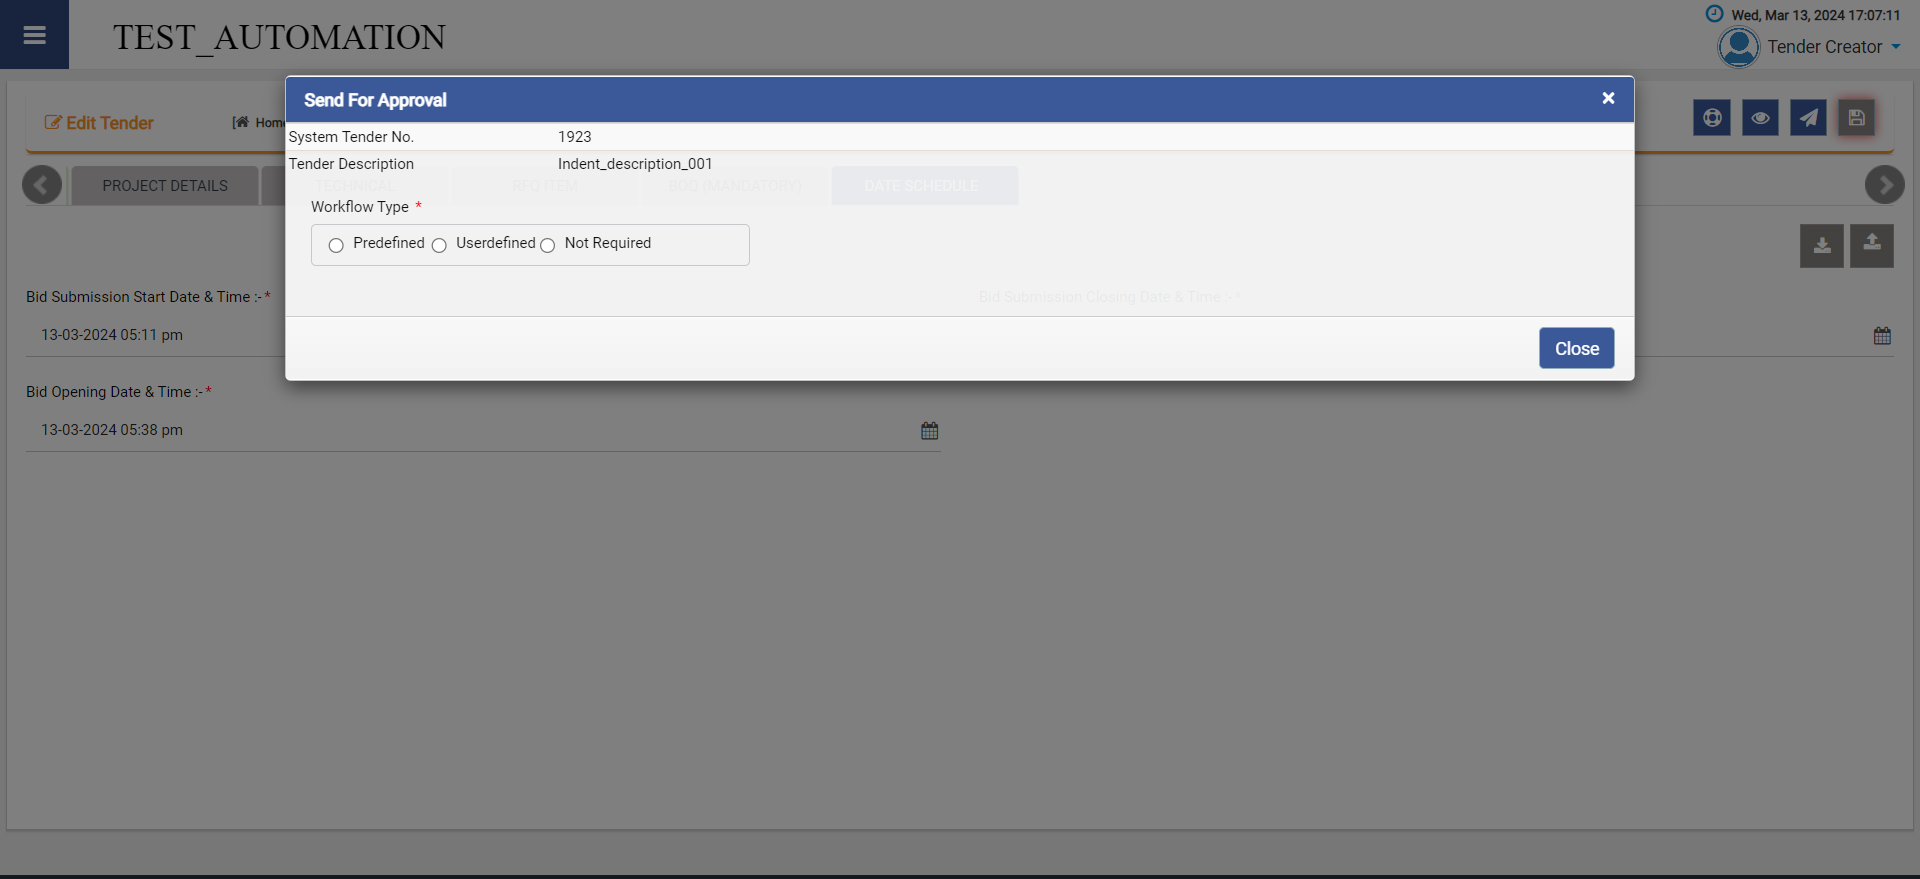 Wed, Mar 13, 2024 17:07:11
TEST_AUTOMATION
Tender Creator
Send For Approval ×
Edit Tender
[ Home
System Tender No. 1923
Tender Description Indent_description_001
PROJECT DETAILS TECHNICAL RFQ ITEM BOQ (MANDATORY) DATE SCHEDULE
Workflow Type *
Predefined Userdefined Not Required
Bid Submission Start Date & Time :- * Bid Submission Closing Date & Time :- *
13-03-2024 05:11 pm
Close
Bid Opening Date & Time :- *
13-03-2024 05:38 pm